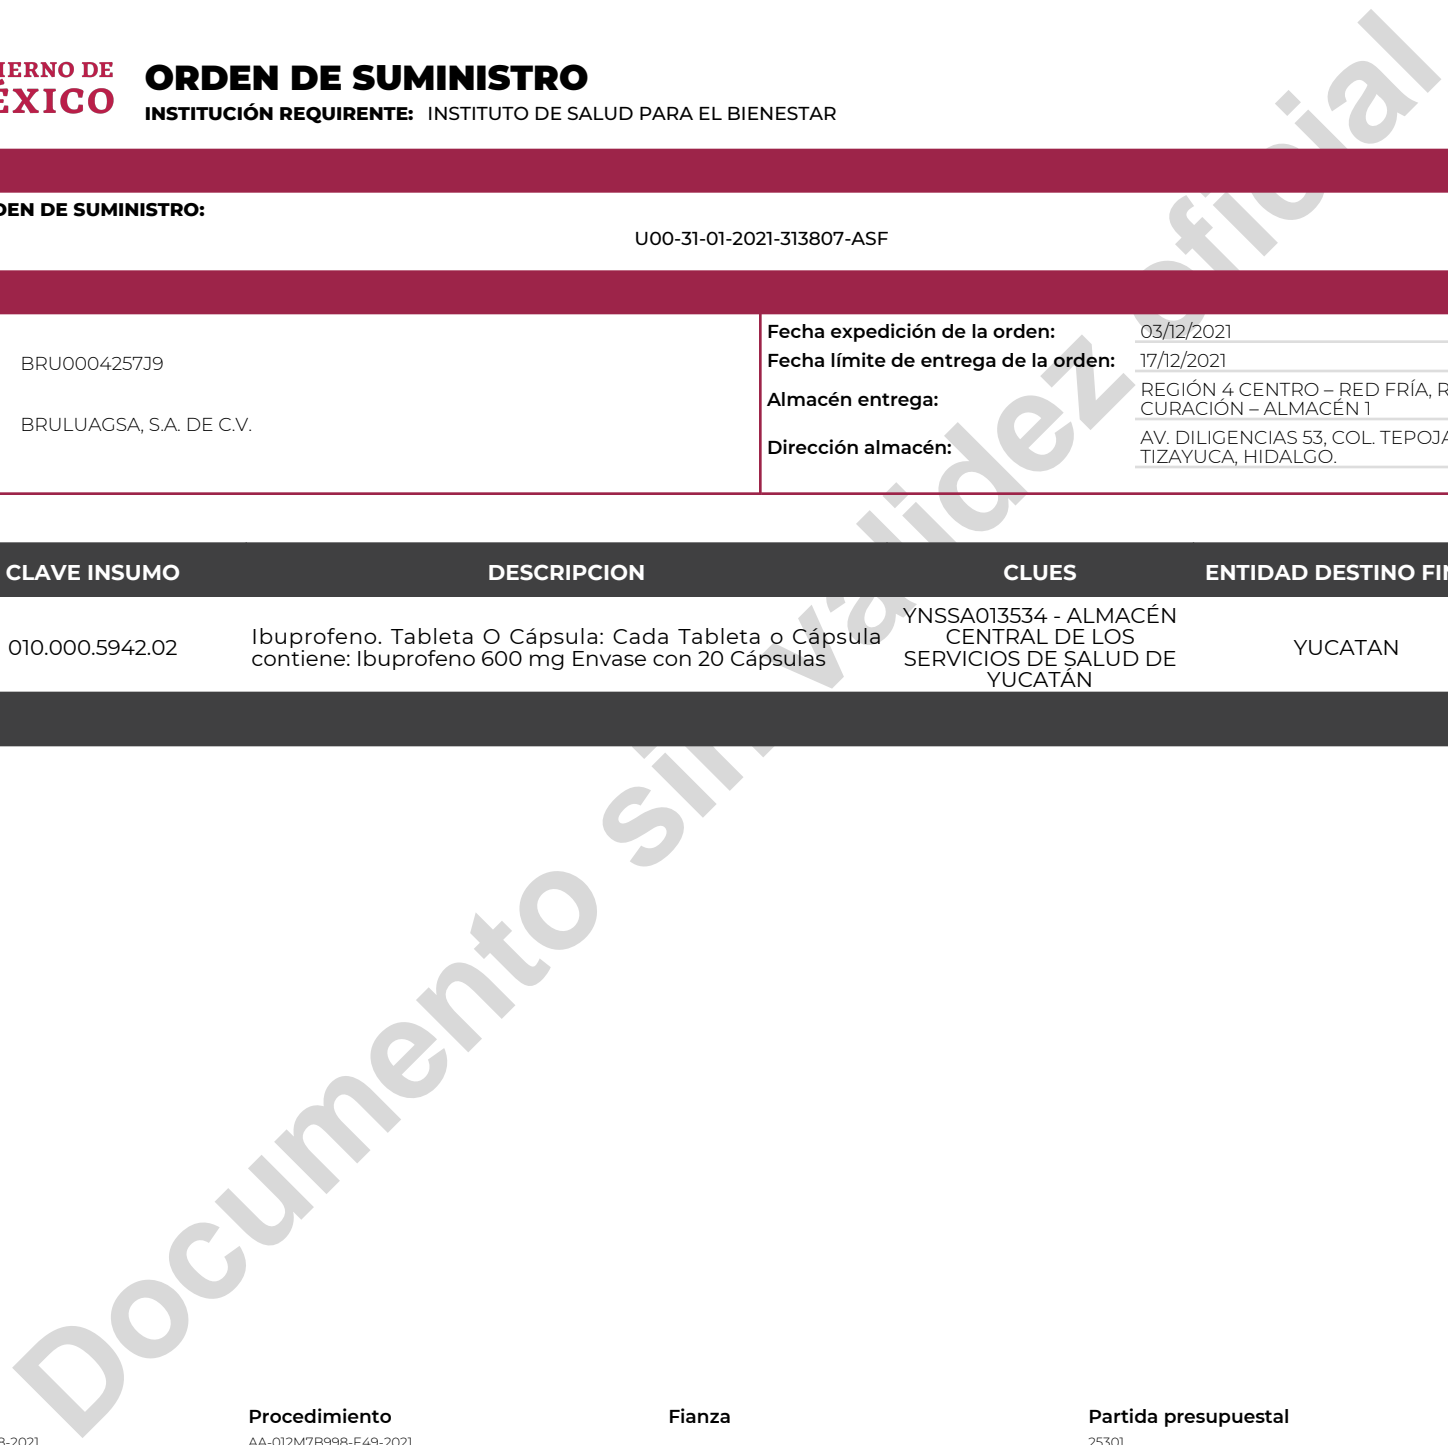 ORDEN DE SUMINISTRO
INSTITUCIÓN REQUIRENTE: INSTITUTO DE SALUD PARA EL BIENESTAR
DE
ÉXICO
DE SUMINISTRO:
U00-31-01-2021-313807-ASF
BRU0004257J9
BRULUAGSA, S.A. DE C.V.
Fecha expedición de la orden: 03/12/2021
Fecha límite de entrega de la orden: 17/12/2021
Almacén entrega: REGIÓN 4 CENTRO – RED FRÍA, R
CURACIÓN – ALMACÉN 1
Dirección almacén: AV. DILIGENCIAS 53, COL. TEPOJA
TIZAYUCA, HIDALGO.
CLAVE INSUMO DESCRIPCION CLUES ENTIDAD DESTINO FIN
010.000.5942.02
Ibuprofeno. Tableta O Cápsula: Cada Tableta o Cápsula
contiene: Ibuprofeno 600 mg Envase con 20 Cápsulas
YNSSA013534 - ALMACÉN
CENTRAL DE LOS
SERVICIOS DE SALUD DE
YUCATÁN
YUCATAN
Documento sin validez oficial
Procedimiento Fianza Partida presupuestal
-2021 AA-012M7B998-E49-2021 25301